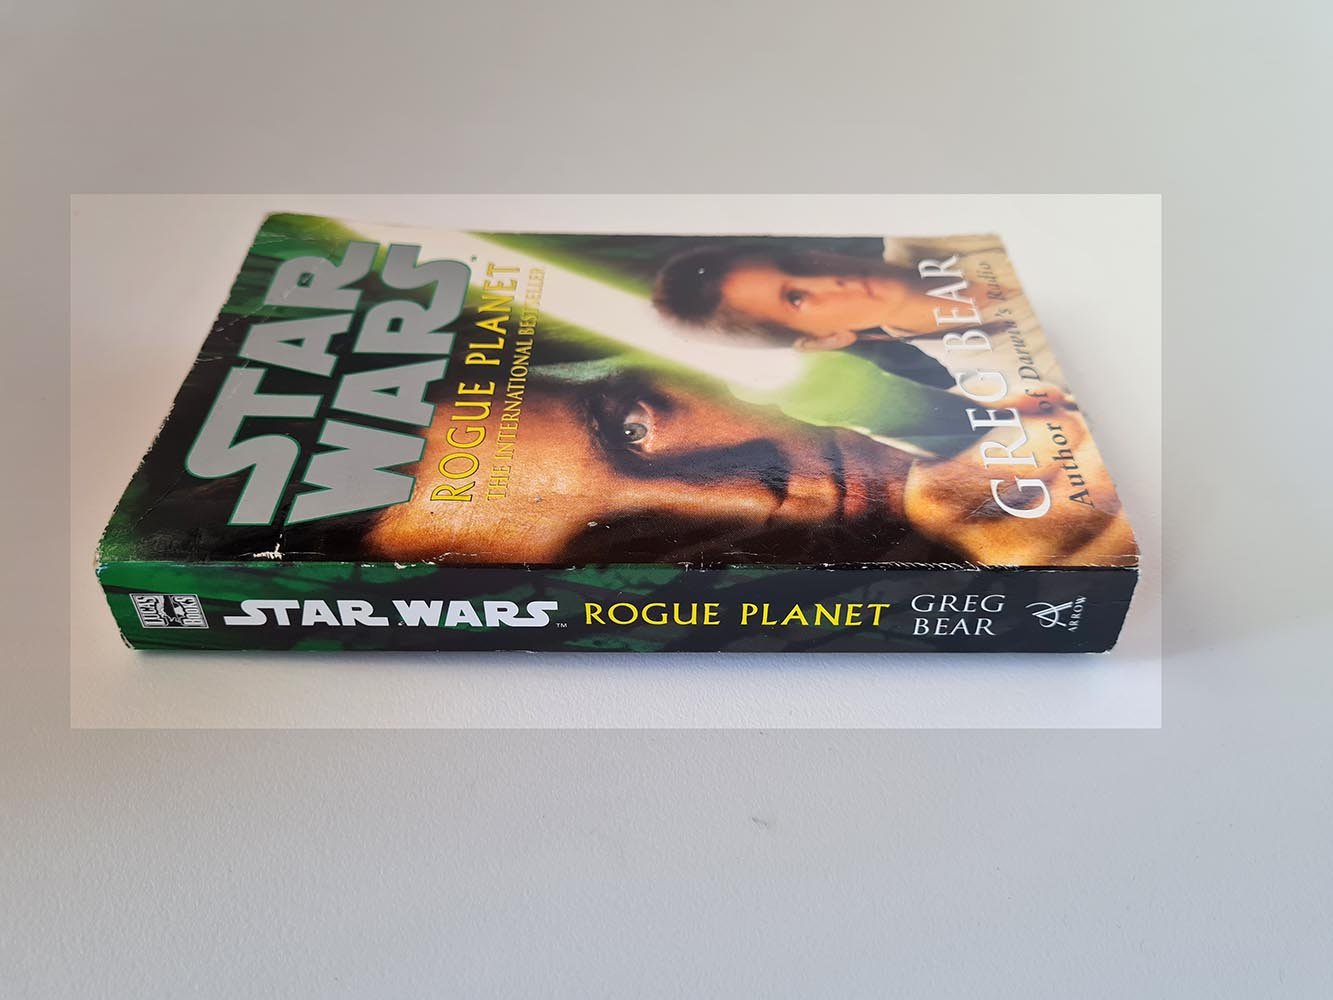 STAR
WARS
ROGUE PLANET
THE INTERNATIONAL BESTSELLER
GREG BEAR
Author of Darwin's Radio
LUCAS
BOOKS
STAR WARS™
ROGUE PLANET
GREG
BEAR
ARROW